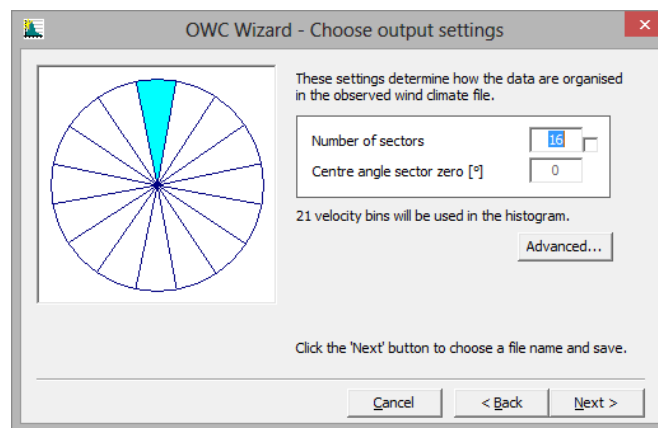 OWC Wizard - Choose output settings
These settings determine how the data are organised
in the observed wind climate file.
Number of sectors 16
Centre angle sector zero [°] 0
21 velocity bins will be used in the histogram.
Advanced...
Click the 'Next' button to choose a file name and save.
Cancel < Back Next >